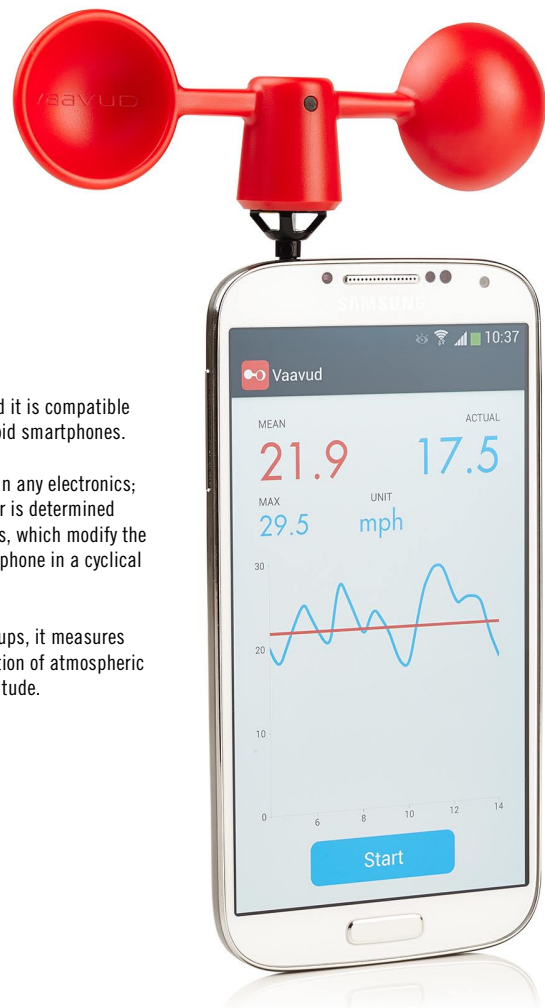 vaavud
SAMSUNG
10:37
Vaavud
MEAN
ACTUAL
21.9
17.5
MAX
UNIT
29.5
mph
30
20
10
0
6
8
10
12
14
Start
d it is compatible
oid smartphones.
n any electronics;
r is determined
s, which modify the
phone in a cyclical
ups, it measures
tion of atmospheric
tude.